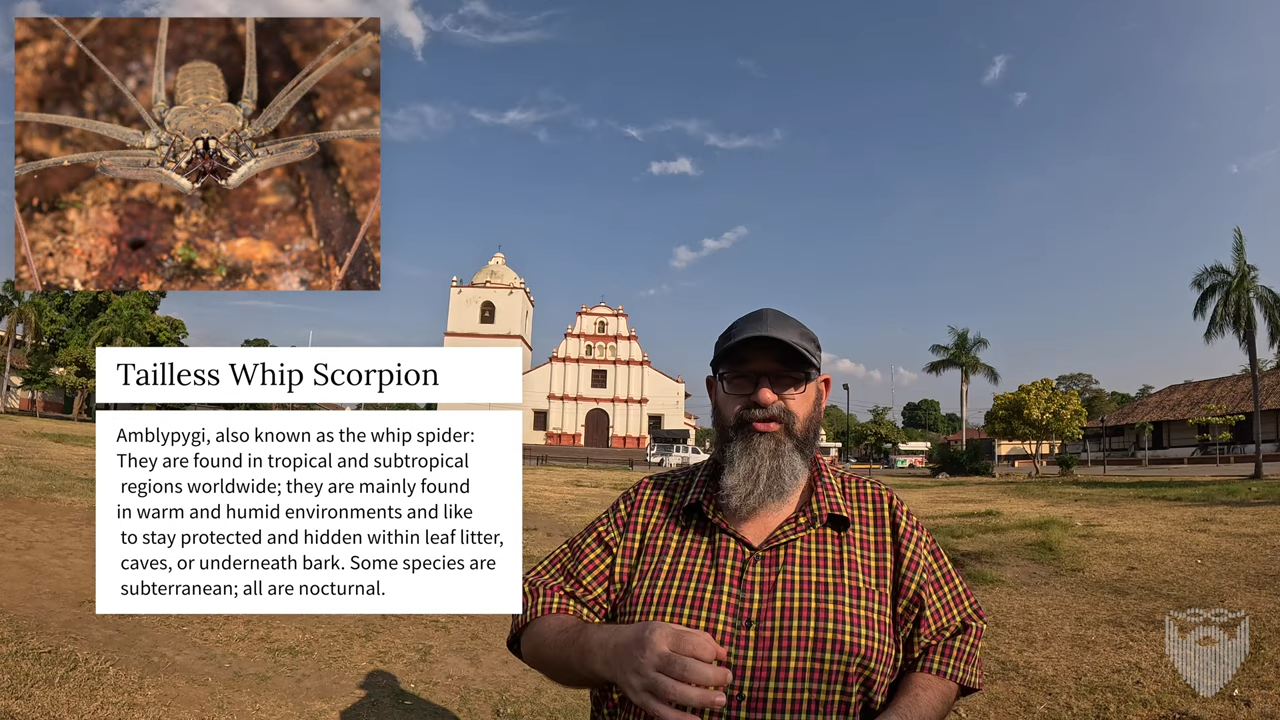 Tailless Whip Scorpion
Amblypygi, also known as the whip spider:
They are found in tropical and subtropical
regions worldwide; they are mainly found
in warm and humid environments and like
to stay protected and hidden within leaf litter,
caves, or underneath bark. Some species are
subterranean; all are nocturnal.